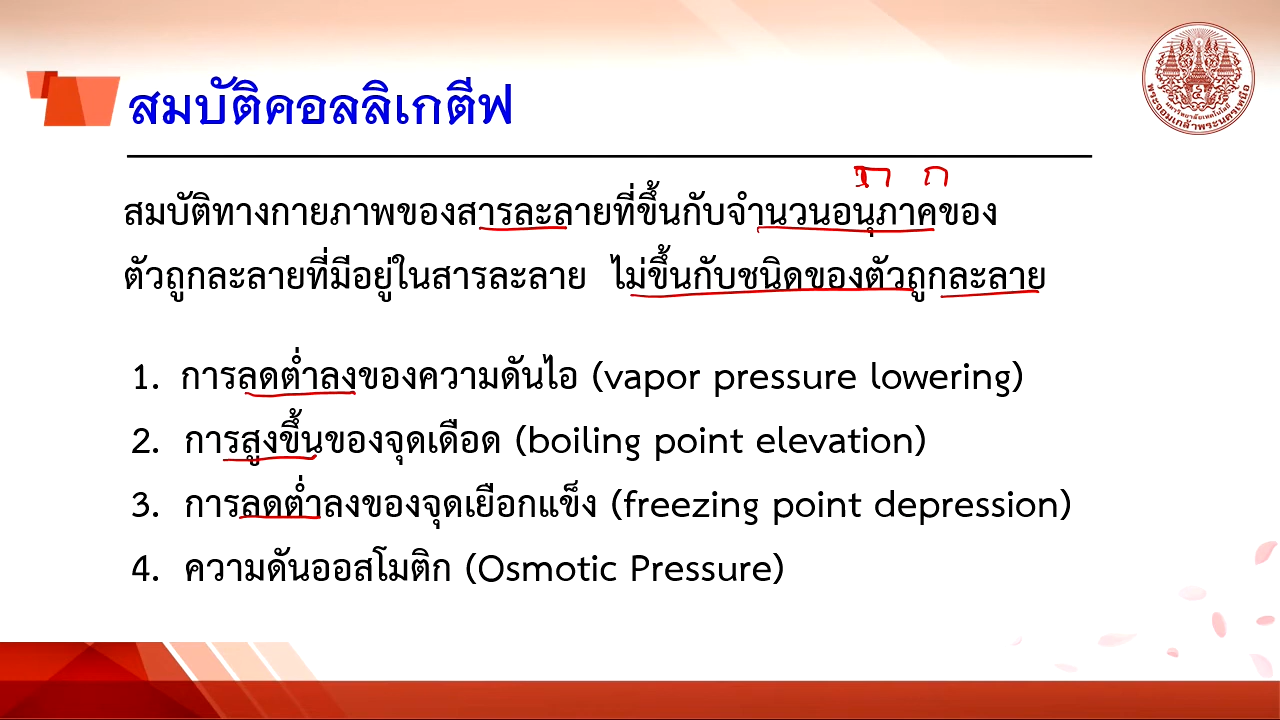 สมบัติคอลลิเกตีฟ
สมบัติทางกายภาพของสารละลายที่ขึ้นกับจำนวนอนุภาคของ
ตัวถูกละลายที่มีอยู่ในสารละลาย ไม่ขึ้นกับชนิดของตัวถูกละลาย
1. การลดต่ำลงของความดันไอ (vapor pressure lowering)
2. การสูงขึ้นของจุดเดือด (boiling point elevation)
3. การลดต่ำลงของจุดเยือกแข็ง (freezing point depression)
4. ความดันออสโมติก (Osmotic Pressure)